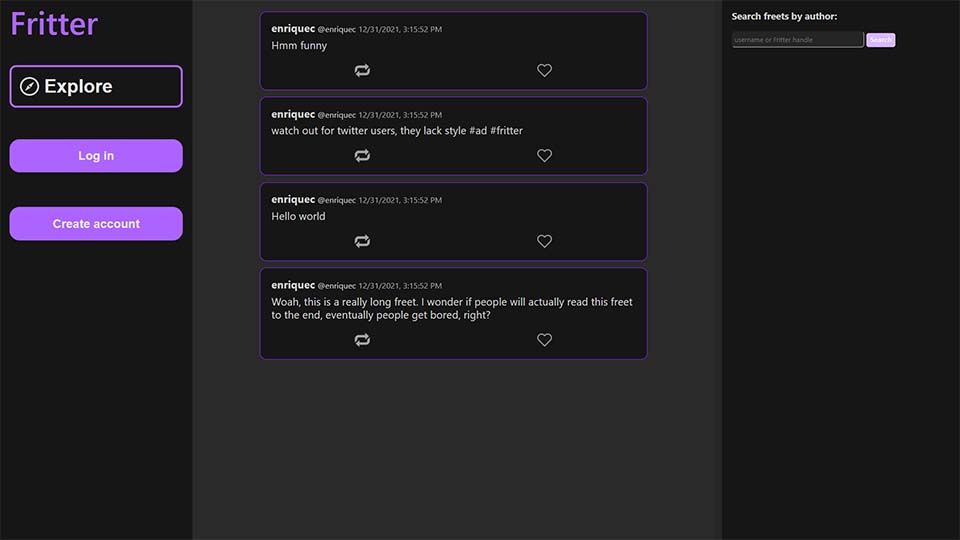 Fritter
Explore
Log in
Create account
enriquec @enriquec 12/31/2021, 3:15:52 PM
Hmm funny
enriquec @enriquec 12/31/2021, 3:15:52 PM
watch out for twitter users, they lack style #ad #fritter
enriquec @enriquec 12/31/2021, 3:15:52 PM
Hello world
enriquec @enriquec 12/31/2021, 3:15:52 PM
Woah, this is a really long freet. I wonder if people will actually read this freet
to the end, eventually people get bored, right?
Search freets by author:
username or Fritter handle
Search